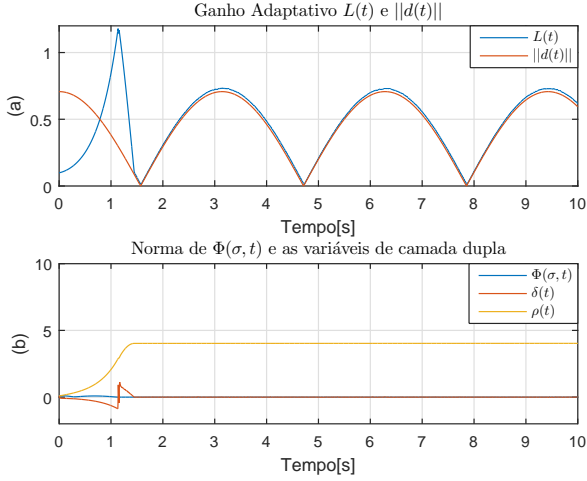 Ganho Adaptativo L(t) e ||d(t)||
L(t)
||d(t)||
1
0.5
0
(a)
0 1 2 3 4 5 6 7 8 9 10
Tempo[s]
Norma de Φ(σ, t) e as variáveis de camada dupla
Φ(σ, t)
δ(t)
ρ(t)
10
5
0
(b)
0 1 2 3 4 5 6 7 8 9 10
Tempo[s]